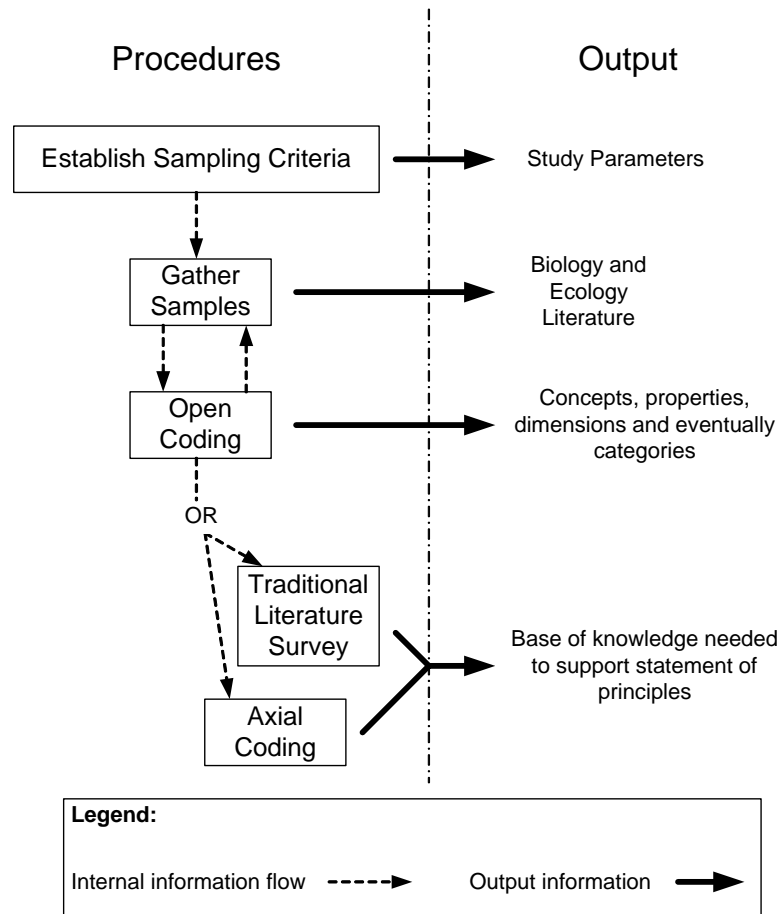 Procedures
Output
Establish Sampling Criteria
Study Parameters
Gather
Samples
Biology and
Ecology
Literature
Open
Coding
Concepts, properties,
dimensions and eventually
categories
OR
Traditional
Literature
Survey
Base of knowledge needed
to support statement of
principles
Axial
Coding
Legend:
Internal information flow
Output information